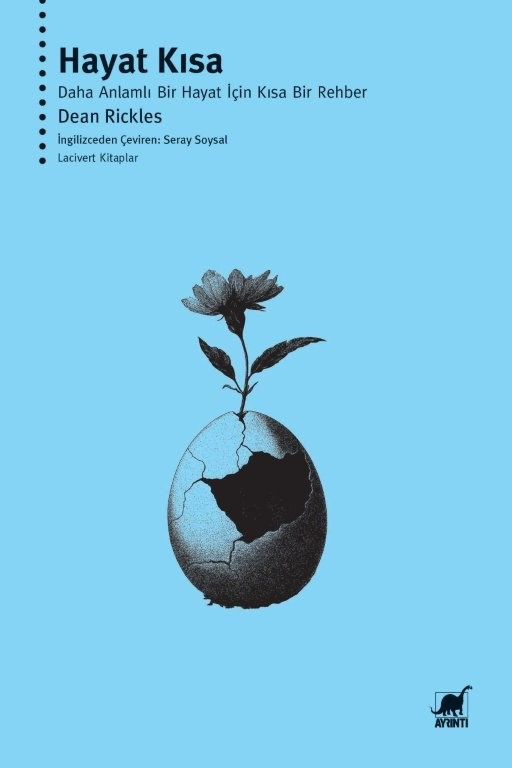 Hayat Kısa
Daha Anlamlı Bir Hayat İçin Kısa Bir Rehber
Dean Rickles
İngilizceden Çeviren: Seray Soysal
Lacivert Kitaplar
AYRINTI